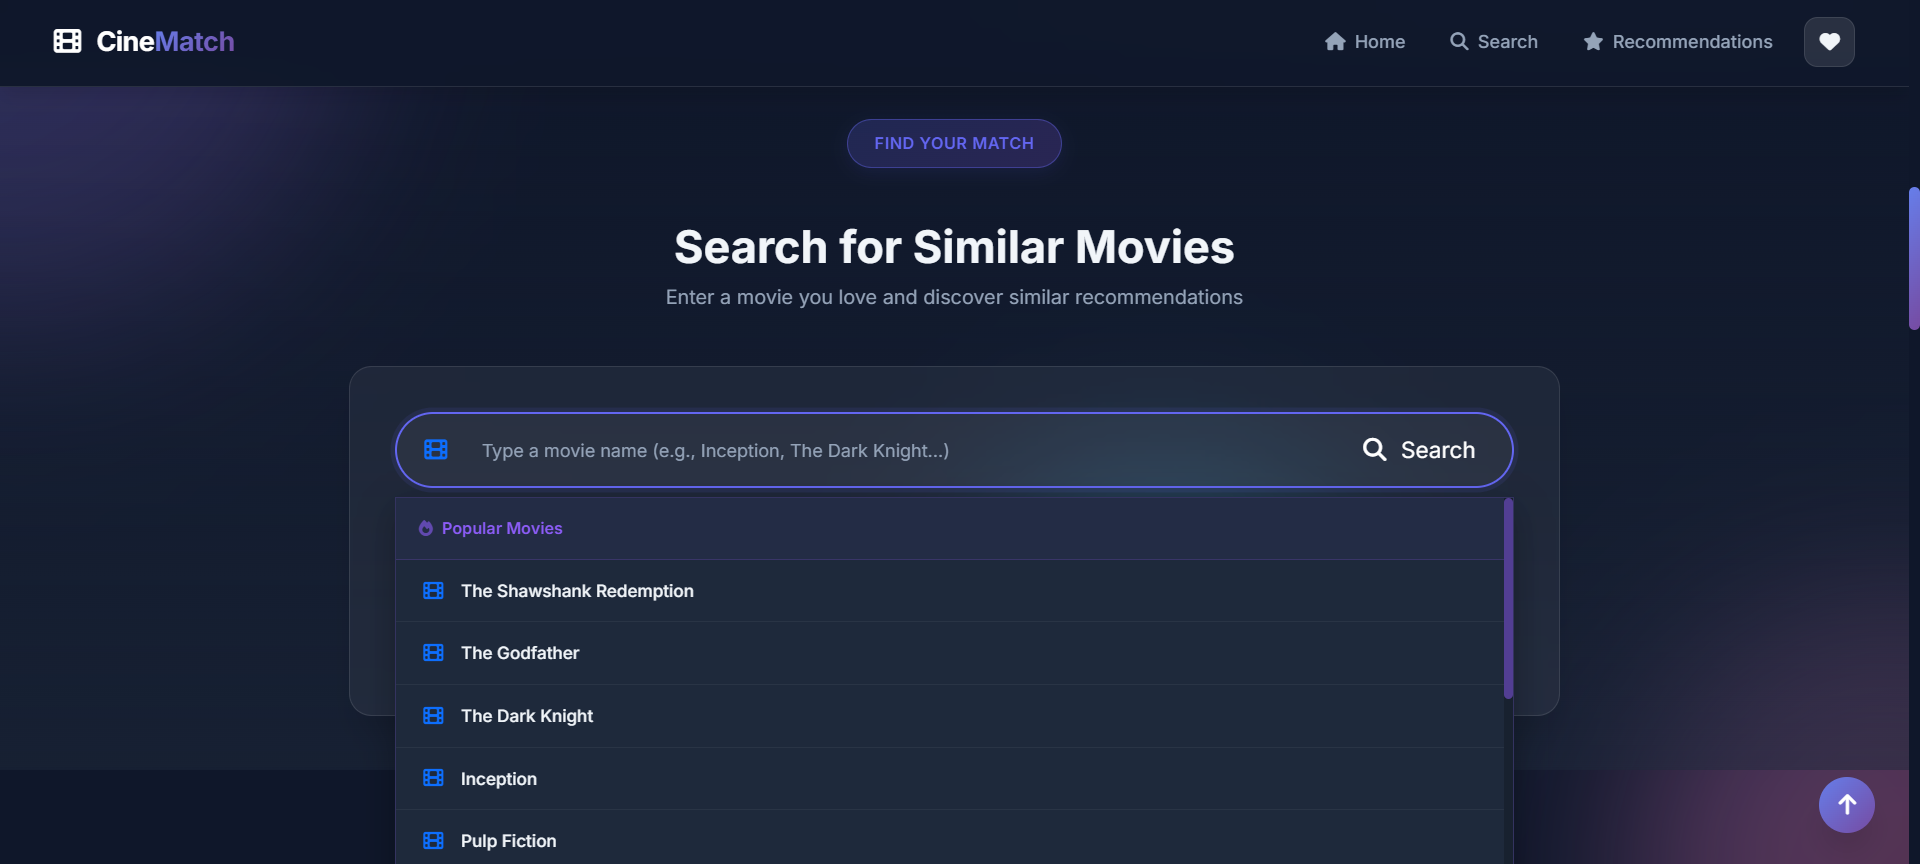 CineMatch
Home
Search
Recommendations
FIND YOUR MATCH
Search for Similar Movies
Enter a movie you love and discover similar recommendations
Type a movie name (e.g., Inception, The Dark Knight...)
Search
Popular Movies
The Shawshank Redemption
The Godfather
The Dark Knight
Inception
Pulp Fiction